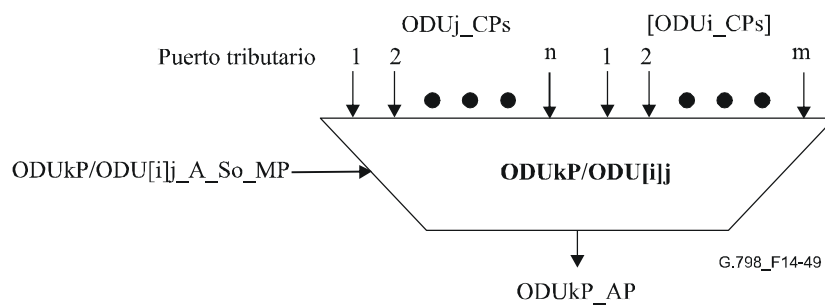 ODUj_CPs [ODUi_CPs]
Puerto tributario 1 2 n 1 2 m
ODUkP/ODU[i]j_A_So_MP ODUkP/ODU[i]j
G.798_F14-49
ODUkP_AP